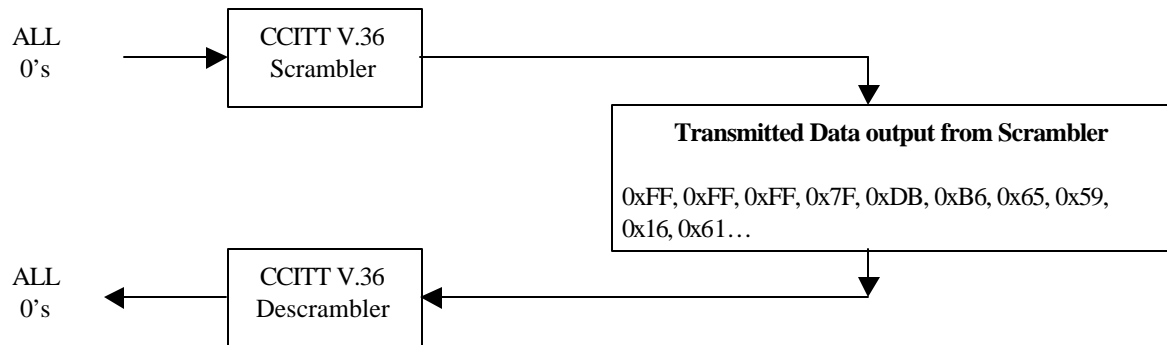 ALL
0's
CCITT V.36
Scrambler
Transmitted Data output from Scrambler
0xFF, 0xFF, 0xFF, 0x7F, 0xDB, 0xB6, 0x65, 0x59,
0x16, 0x61…
ALL
0's
CCITT V.36
Descrambler